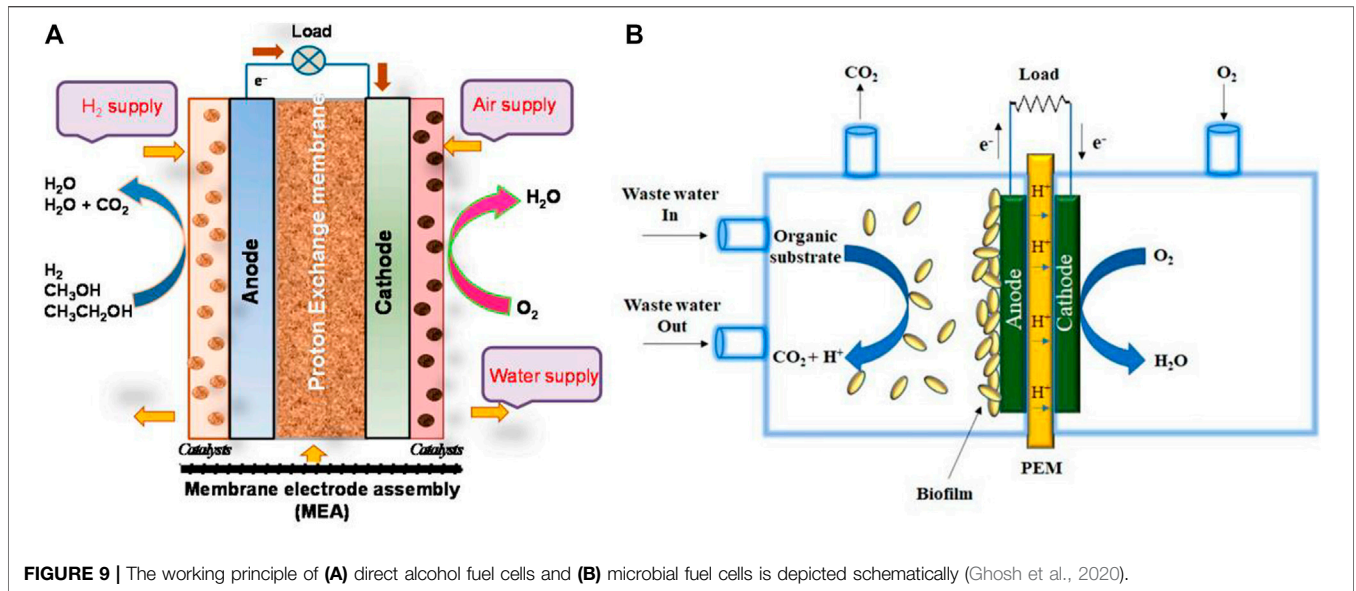 A
Load
e⁻
H₂ supply
Air supply
H₂O
H₂O + CO₂
H₂
CH₃OH
CH₃CH₂OH
Anode
Proton Exchange membrane
Cathode
H₂O
O₂
Water supply
Catalysts
Catalysts
Membrane electrode assembly
(MEA)
B
CO₂
Load
O₂
e⁻
e⁻
Waste water
In
Organic
substrate
Waste water
Out
CO₂ + H⁺
H⁺
H⁺
H⁺
H⁺
Anode
Cathode
O₂
H₂O
PEM
Biofilm
FIGURE 9 | The working principle of (A) direct alcohol fuel cells and (B) microbial fuel cells is depicted schematically (Ghosh et al., 2020).